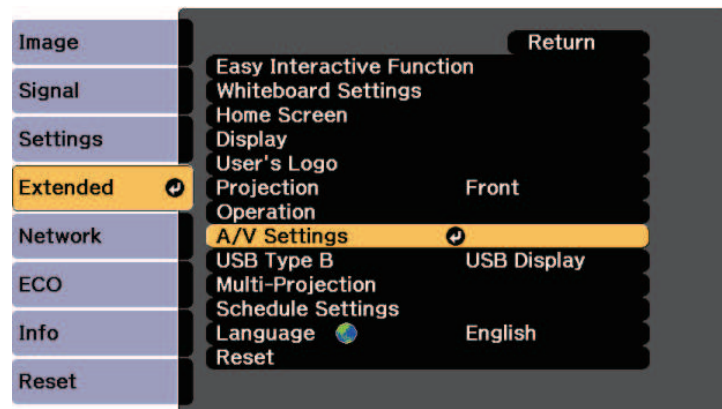 Image
Signal
Settings
Extended
Network
ECO
Info
Reset
Return
Easy Interactive Function
Whiteboard Settings
Home Screen
Display
User's Logo
Projection Front
Operation
A/V Settings
USB Type B USB Display
Multi-Projection
Schedule Settings
Language English
Reset